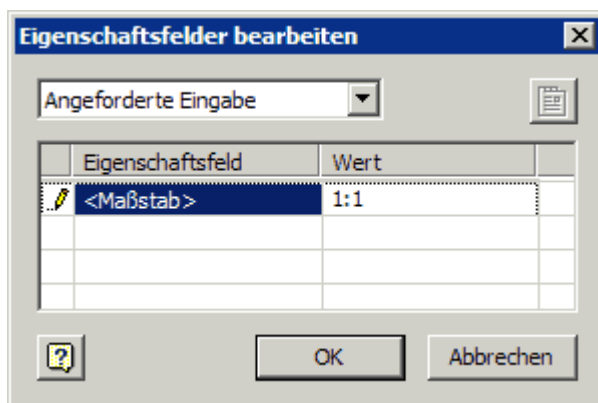 Eigenschaftsfelder bearbeiten
Angeforderte Eingabe
Eigenschaftsfeld Wert
<Maßstab> 1:1
OK Abbrechen